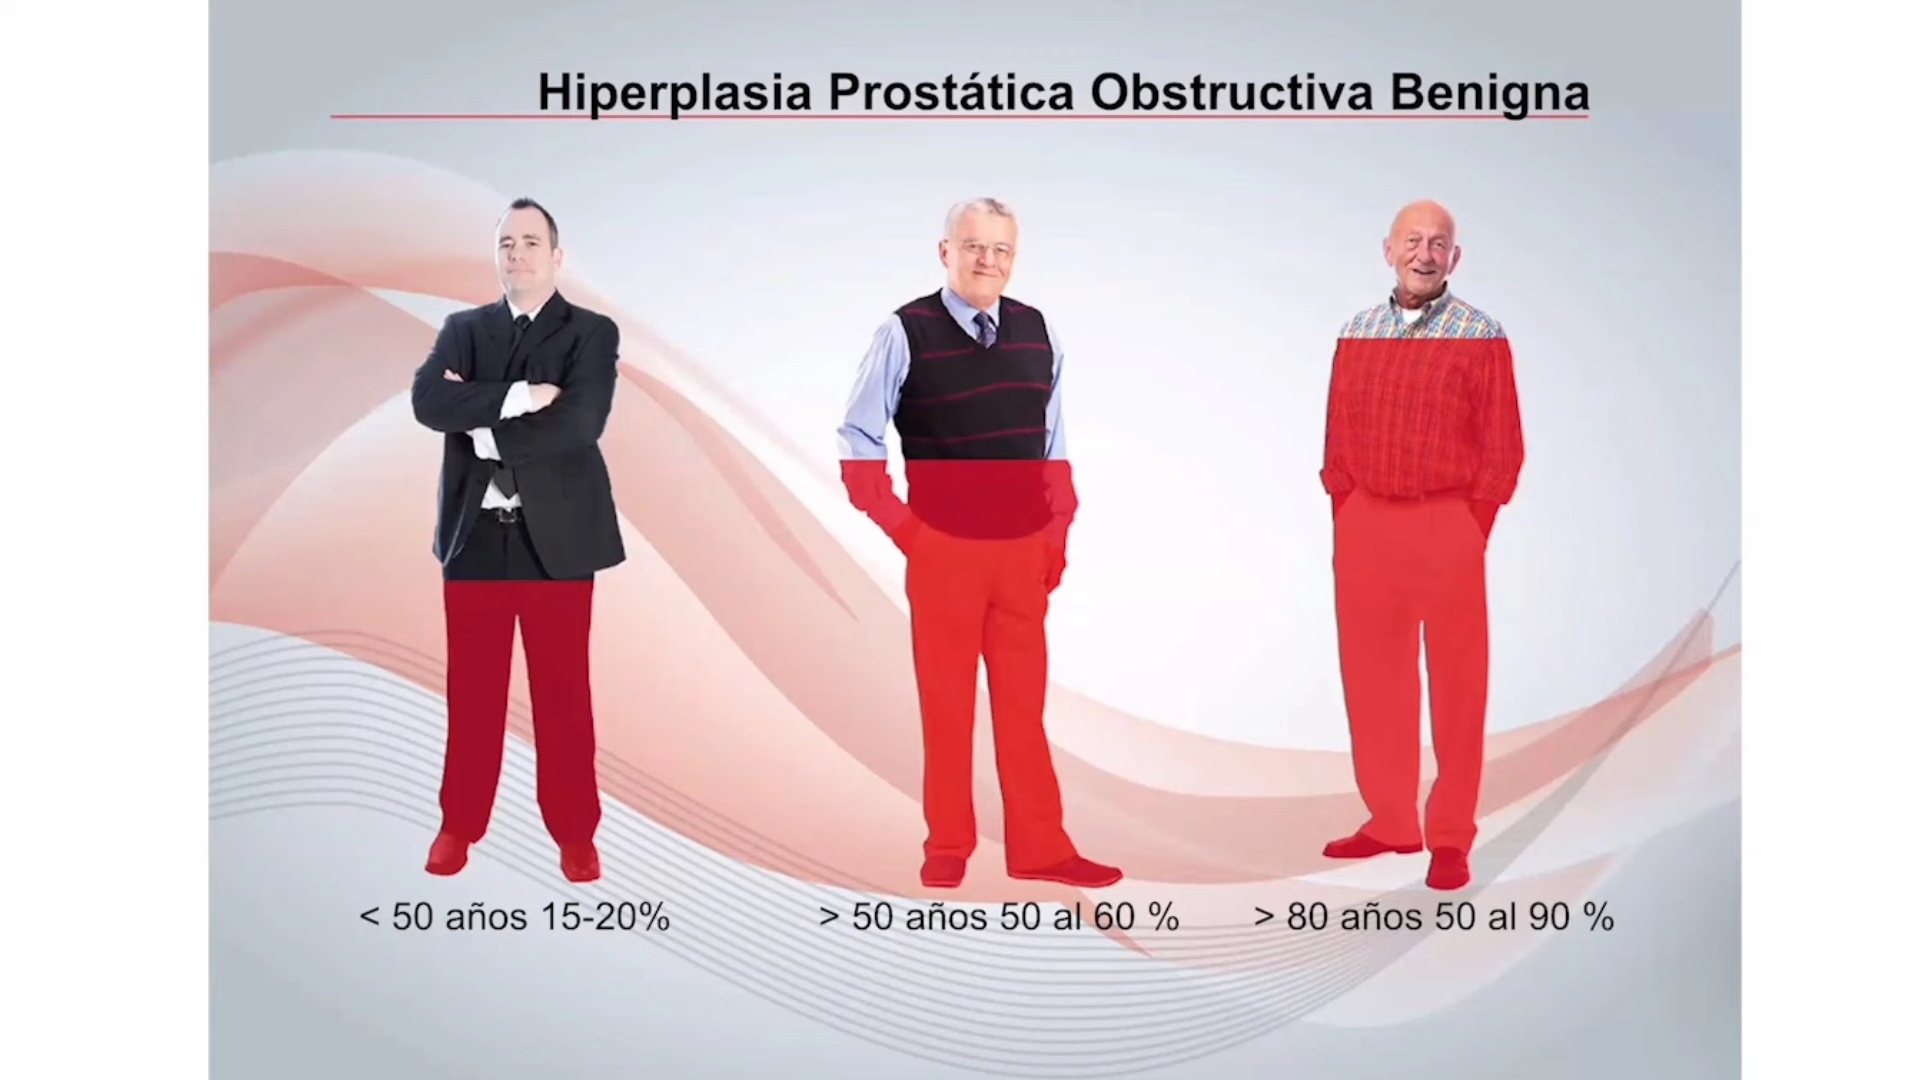 Hiperplasia Prostática Obstructiva Benigna
< 50 años 15-20%
> 50 años 50 al 60 %
> 80 años 50 al 90 %